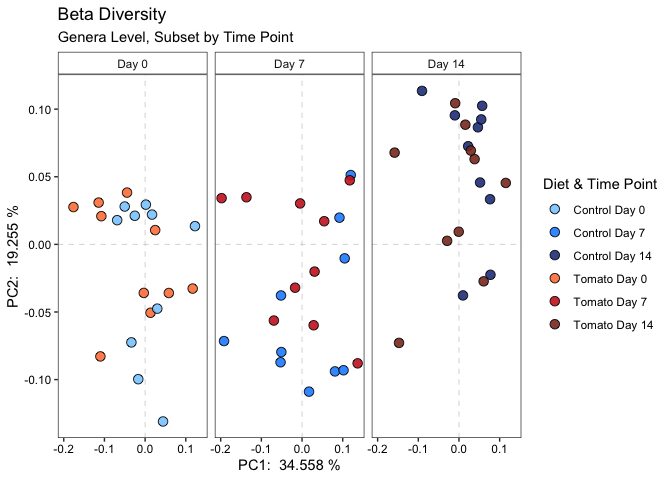 Beta Diversity
Genera Level, Subset by Time Point
Day 0 Day 7 Day 14
0.10
0.05
0.00
-0.05
-0.10
PC2: 19.255 %
-0.2 -0.1 0.0 0.1 -0.2 -0.1 0.0 0.1 -0.2 -0.1 0.0 0.1
PC1: 34.558 %
Diet & Time Point
Control Day 0
Control Day 7
Control Day 14
Tomato Day 0
Tomato Day 7
Tomato Day 14